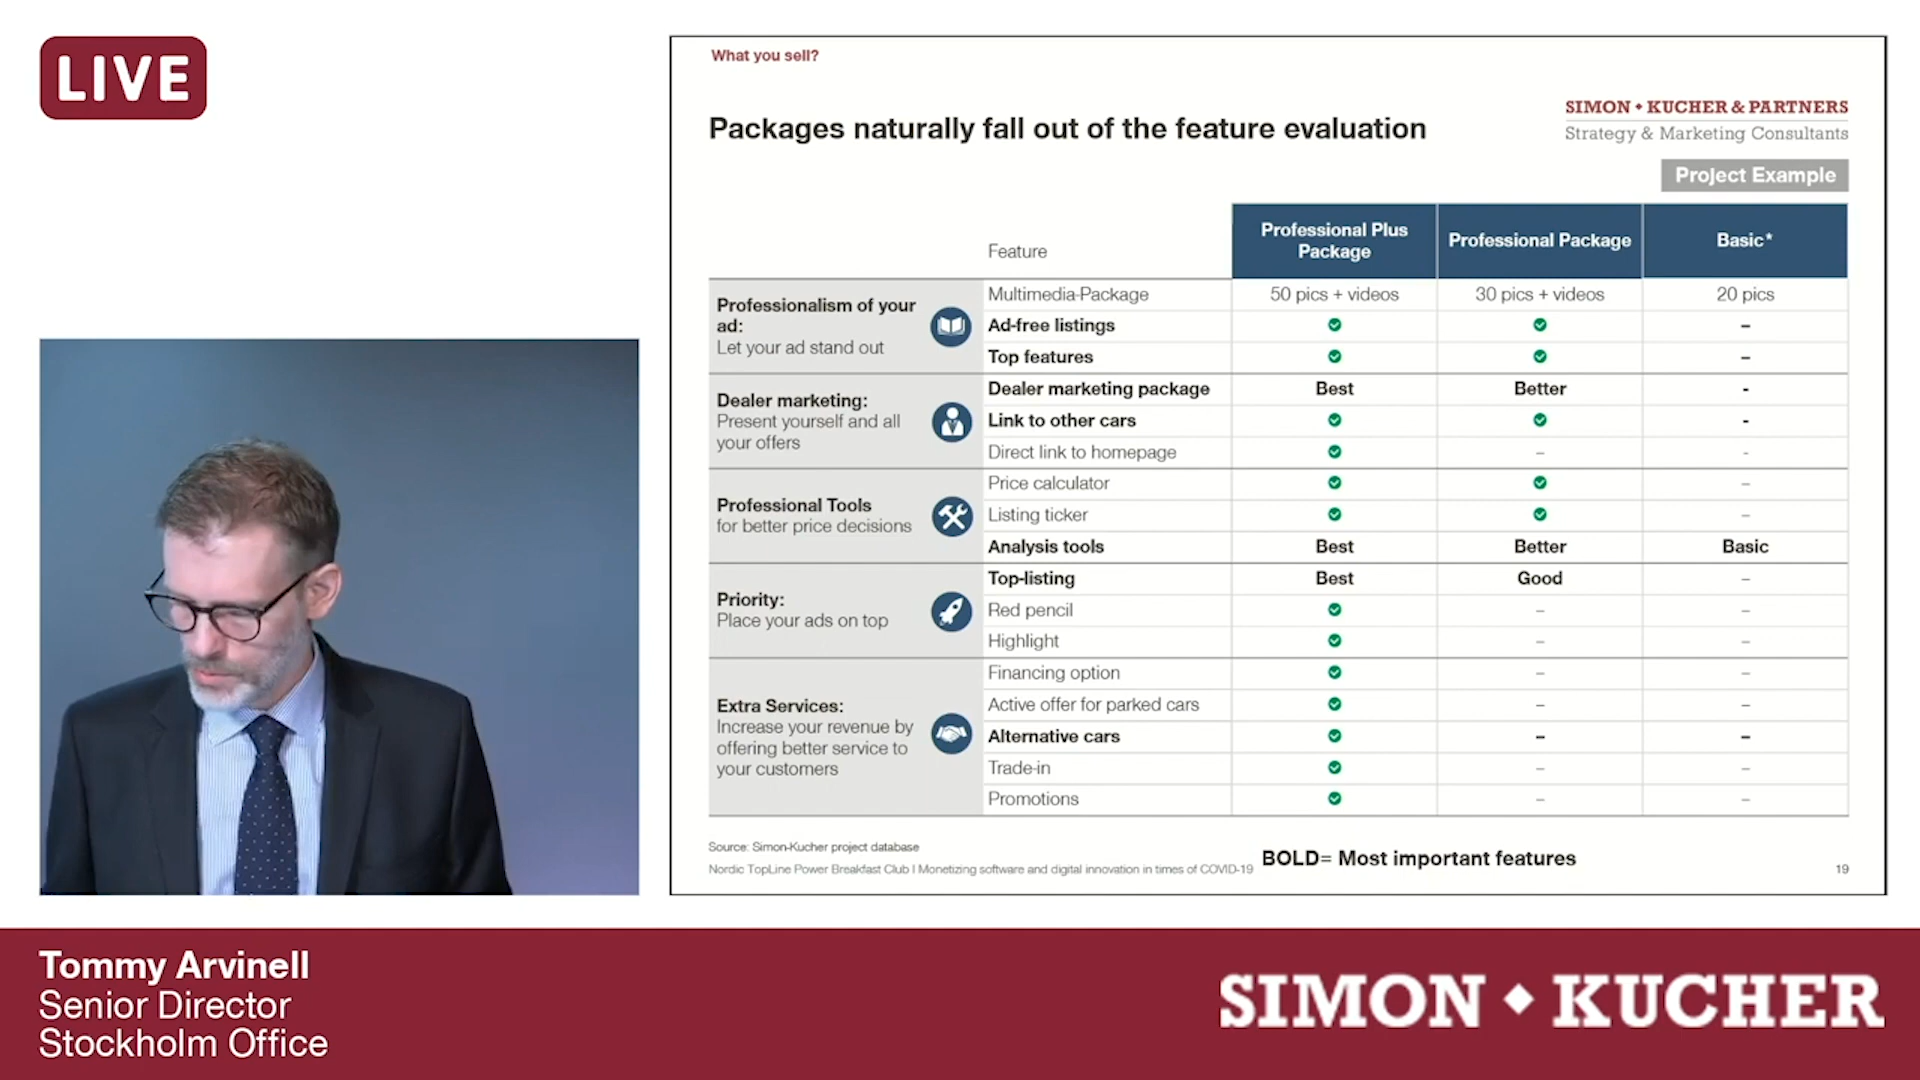 LIVE
What you sell?
SIMON • KUCHER & PARTNERS
Strategy & Marketing Consultants
Packages naturally fall out of the feature evaluation
Project Example
Feature
Professional Plus
Package
Professional Package
Basic*
Professionalism of your
ad:
Let your ad stand out
Multimedia-Package 50 pics + videos 30 pics + videos 20 pics
Ad-free listings –
Top features –
Dealer marketing:
Present yourself and all
your offers
Dealer marketing package Best Better -
Link to other cars -
Direct link to homepage – -
Professional Tools
for better price decisions
Price calculator –
Listing ticker –
Analysis tools Best Better Basic
Priority:
Place your ads on top
Top-listing Best Good –
Red pencil – –
Highlight – –
Extra Services:
Increase your revenue by
offering better service to
your customers
Financing option – –
Active offer for parked cars – –
Alternative cars – –
Trade-in – –
Promotions – –
Source: Simon-Kucher project database
BOLD= Most important features
Nordic TopLine Power Breakfast Club I Monetizing software and digital innovation in times of COVID-19
19
Tommy Arvinell
Senior Director
Stockholm Office
SIMON ◆ KUCHER